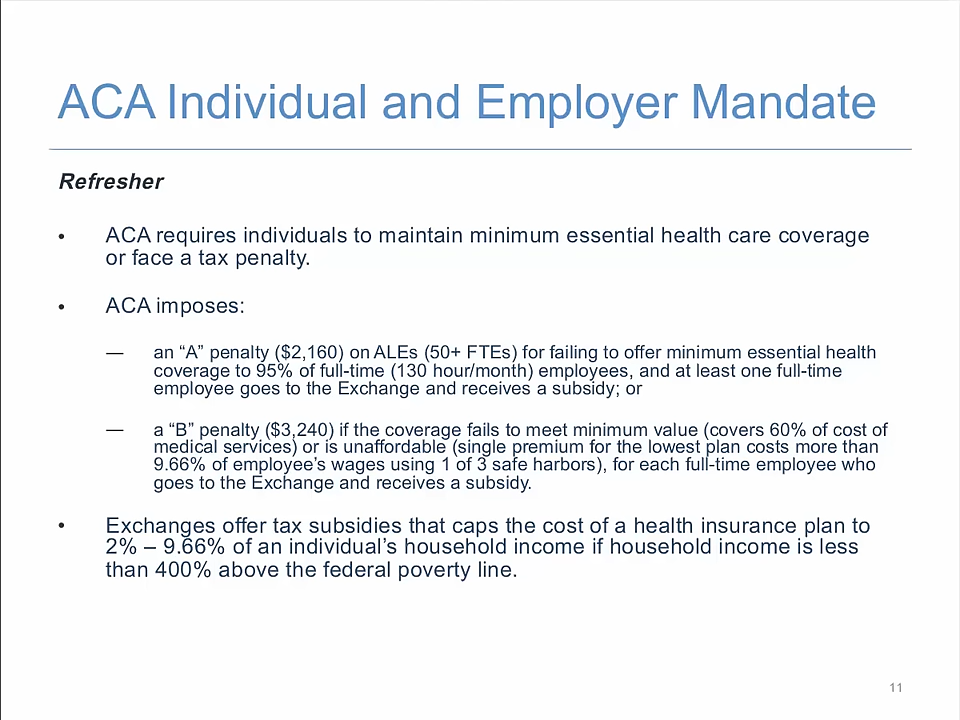 ACA Individual and Employer Mandate
Refresher
• ACA requires individuals to maintain minimum essential health care coverage
or face a tax penalty.
• ACA imposes:
— an “A” penalty ($2,160) on ALEs (50+ FTEs) for failing to offer minimum essential health
coverage to 95% of full-time (130 hour/month) employees, and at least one full-time
employee goes to the Exchange and receives a subsidy; or
— a “B” penalty ($3,240) if the coverage fails to meet minimum value (covers 60% of cost of
medical services) or is unaffordable (single premium for the lowest plan costs more than
9.66% of employee’s wages using 1 of 3 safe harbors), for each full-time employee who
goes to the Exchange and receives a subsidy.
• Exchanges offer tax subsidies that caps the cost of a health insurance plan to
2% – 9.66% of an individual’s household income if household income is less
than 400% above the federal poverty line.
11